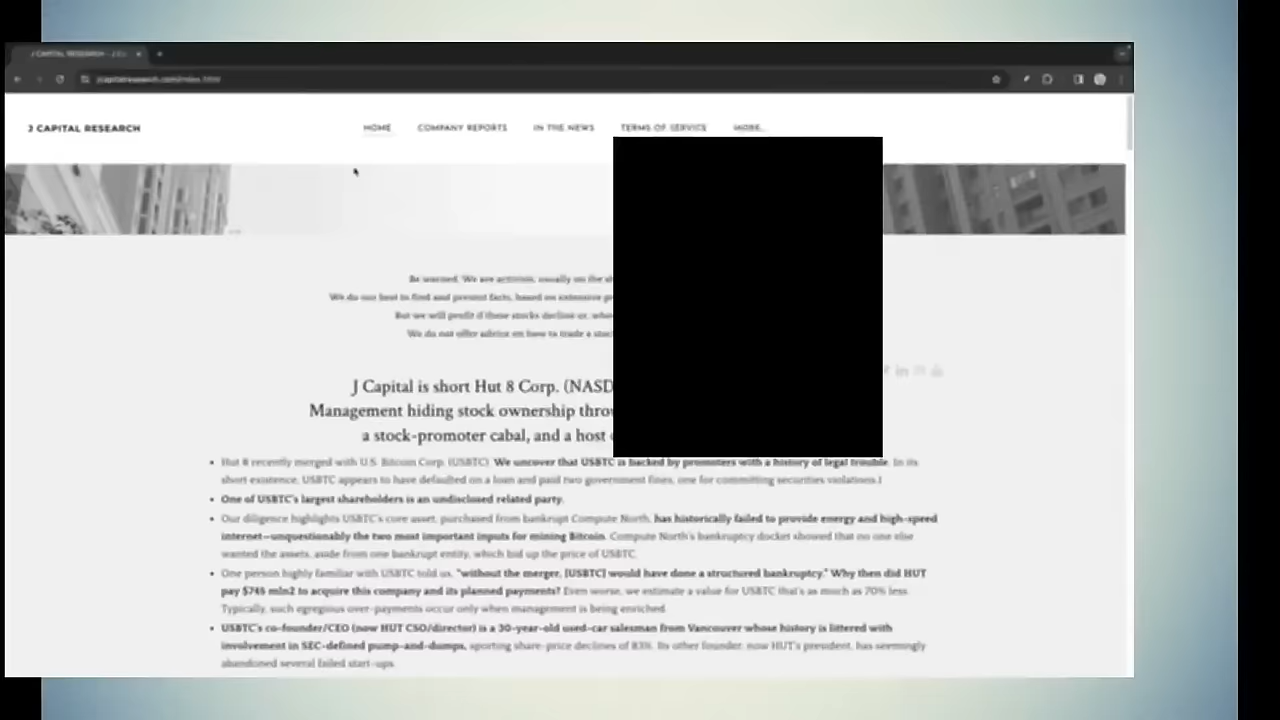 J CAPITAL RESEARCH - J Ca
jcapitalresearch.com/index.html
J CAPITAL RESEARCH
HOME
COMPANY REPORTS
IN THE NEWS
TERMS OF SERVICE
MORE...
Be warned. We are activists, usually on the
We do our best to find and present facts, based on extensive
But we will profit if these stocks decline or,
We do not offer advice on how to trade a
J Capital is short Hut 8 Corp. (NASD
Management hiding stock ownership
a stock-promoter cabal, and a host
• Hut 8 recently merged with U.S. Bitcoin Corp. (USBTC). We uncover that USBTC is backed by promoters with a history of legal trouble. In its
short existence, USBTC appears to have defaulted on a loan and paid two government fines, one for committing securities violations.1
• One of USBTC's largest shareholders is an undisclosed related party.
• Our diligence highlights USBTC's core asset, purchased from bankrupt Compute North, has historically failed to provide energy and high-speed
internet—unquestionably the two most important inputs for mining Bitcoin. Compute North's bankruptcy docket showed that no one else
wanted the assets, aside from one bankrupt entity, which bid up the price of USBTC.
• One person highly familiar with USBTC told us, "without the merger, [USBTC] would have done a structured bankruptcy." Why then did HUT
pay $745 mln2 to acquire this company and its planned payments? Even worse, we estimate a value for USBTC that's as much as 70% less.
Typically, such egregious over-payments occur only when management is being enriched.
• USBTC's co-founder/CEO (now HUT CSO/director) is a 30-year-old used-car salesman from Vancouver whose history is littered with
involvement in SEC-defined pump-and-dumps, sporting share-price declines of 83%. Its other founder, now HUT's president, has seemingly
abandoned several failed start-ups.